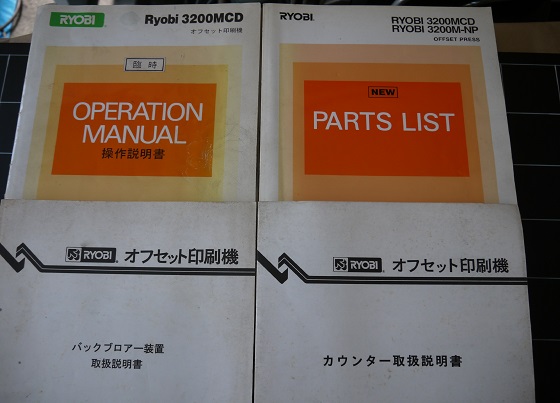 RYOBI
Ryobi 3200MCD
オフセット印刷機
臨時
OPERATION
MANUAL
操作説明書
RYOBI
RYOBI 3200MCD
RYOBI 3200M-NP
OFFSET PRESS
NEW
PARTS LIST
RYOBI オフセット印刷機
バックブロアー装置
取扱説明書
RYOBI オフセット印刷機
カウンター取扱説明書